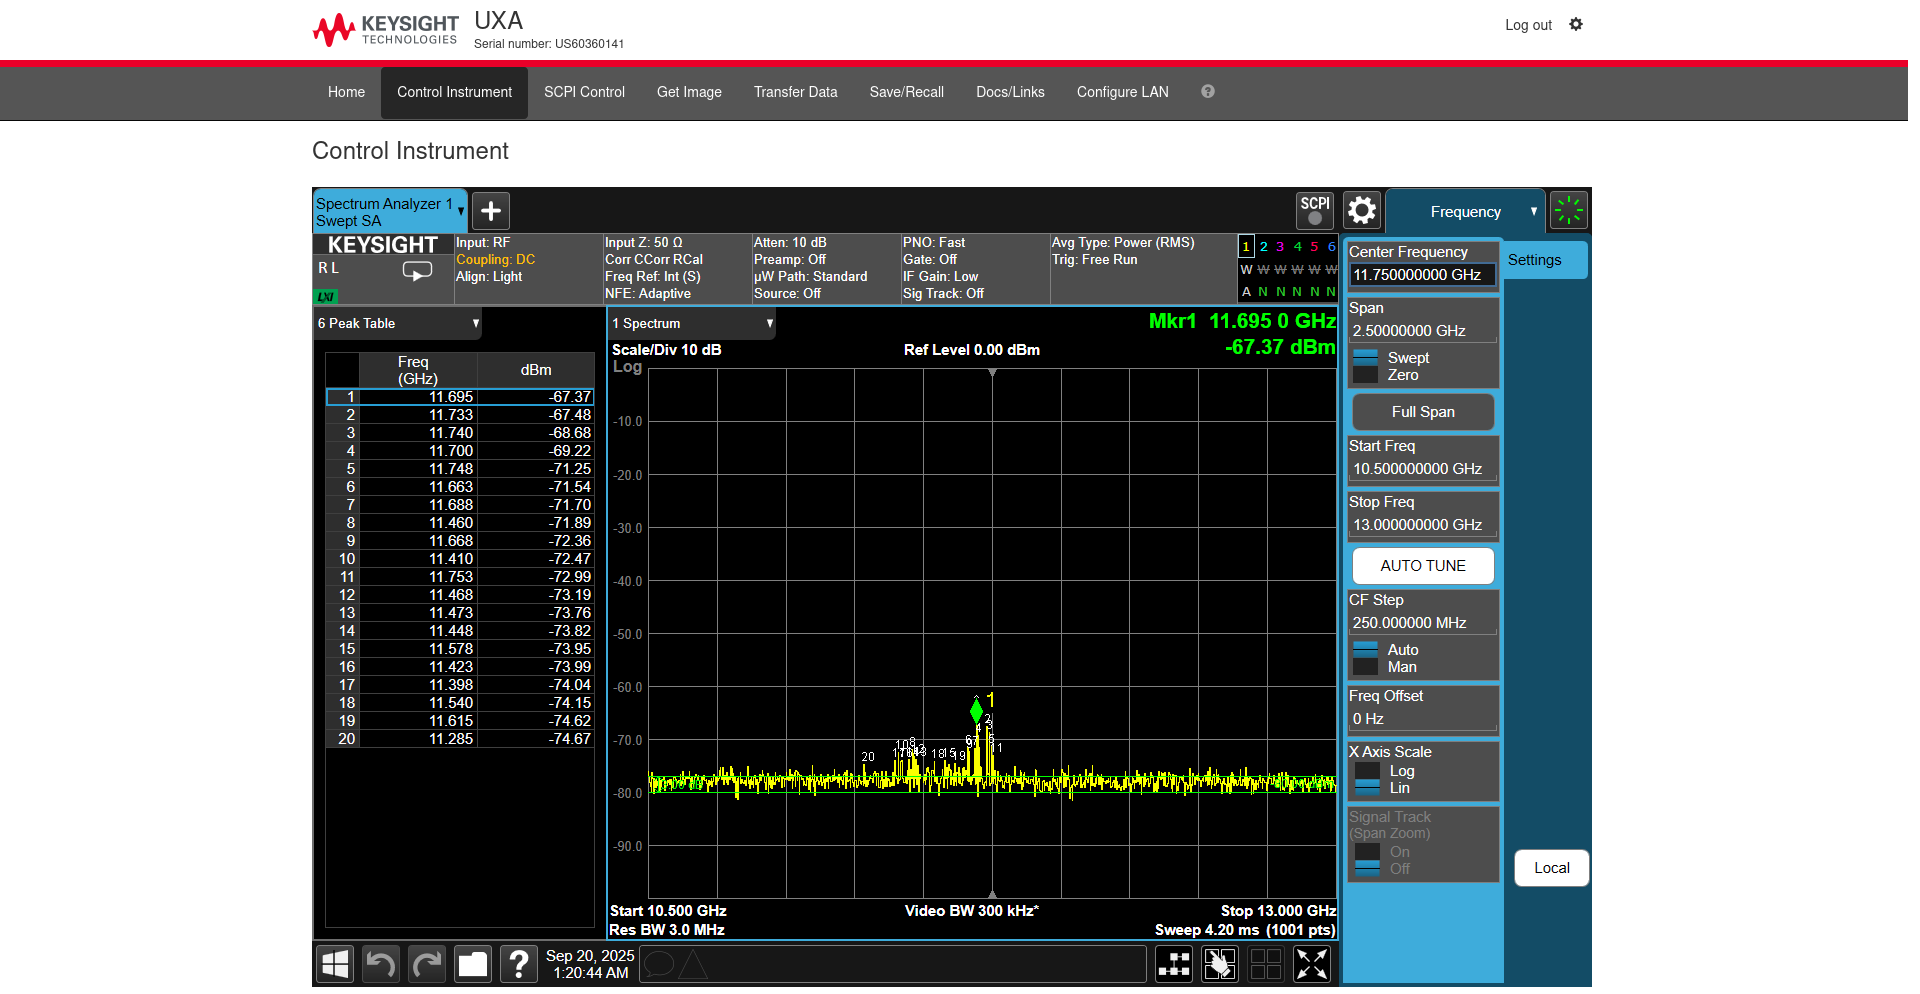 KEYSIGHT
TECHNOLOGIES
UXA
Serial number: US60360141
Log out
Home
Control Instrument
SCPI Control
Get Image
Transfer Data
Save/Recall
Docs/Links
Configure LAN
?
Control Instrument
Spectrum Analyzer 1
Swept SA
SCPI
Frequency
KEYSIGHT
R L
LXI
Input: RF
Coupling: DC
Align: Light
Input Z: 50 Ω
Corr CCorr RCal
Freq Ref: Int (S)
NFE: Adaptive
Atten: 10 dB
Preamp: Off
µW Path: Standard
Source: Off
PNO: Fast
Gate: Off
IF Gain: Low
Sig Track: Off
Avg Type: Power (RMS)
Trig: Free Run
1 2 3 4 5 6
W W W W W W
A N N N N N
6 Peak Table
Freq
(GHz)
dBm
1 11.695 -67.37
2 11.733 -67.48
3 11.740 -68.68
4 11.700 -69.22
5 11.748 -71.25
6 11.663 -71.54
7 11.688 -71.70
8 11.460 -71.89
9 11.668 -72.36
10 11.410 -72.47
11 11.753 -72.99
12 11.468 -73.19
13 11.473 -73.76
14 11.448 -73.82
15 11.578 -73.95
16 11.423 -73.99
17 11.398 -74.04
18 11.540 -74.15
19 11.615 -74.62
20 11.285 -74.67
1 Spectrum
Mkr1 11.695 0 GHz
-67.37 dBm
Scale/Div 10 dB
Ref Level 0.00 dBm
Log
-10.0
-20.0
-30.0
-40.0
-50.0
-60.0
-70.0
-80.0
-90.0
1
2
20
18
15
19
11
Start 10.500 GHz
Video BW 300 kHz*
Stop 13.000 GHz
Res BW 3.0 MHz
Sweep 4.20 ms (1001 pts)
Center Frequency
11.750000000 GHz
Settings
Span
2.50000000 GHz
Swept
Zero
Full Span
Start Freq
10.500000000 GHz
Stop Freq
13.000000000 GHz
AUTO TUNE
CF Step
250.000000 MHz
Auto
Man
Freq Offset
0 Hz
X Axis Scale
Log
Lin
Signal Track
(Span Zoom)
On
Off
Local
?
Sep 20, 2025
1:20:44 AM